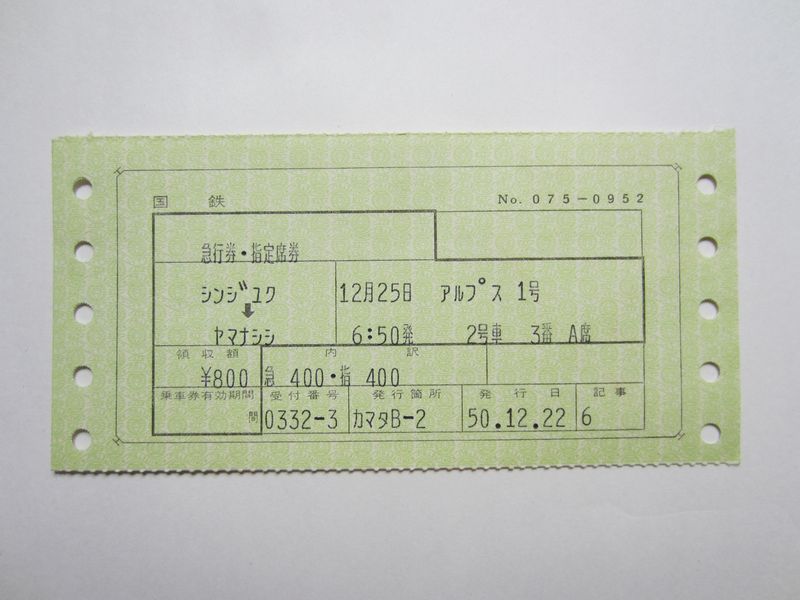 国鉄 No. 075-0952
急行券・指定席券
シンジユク 12月25日 アルプス 1号
⬇
ヤマナシシ 6:50発 2号車 3番 A席
領収額 内訳
¥800 急 400・指 400
乗車券有効期間 受付番号 発行箇所 発行日 記事
間 0332-3 カマタB-2 50.12.22 6